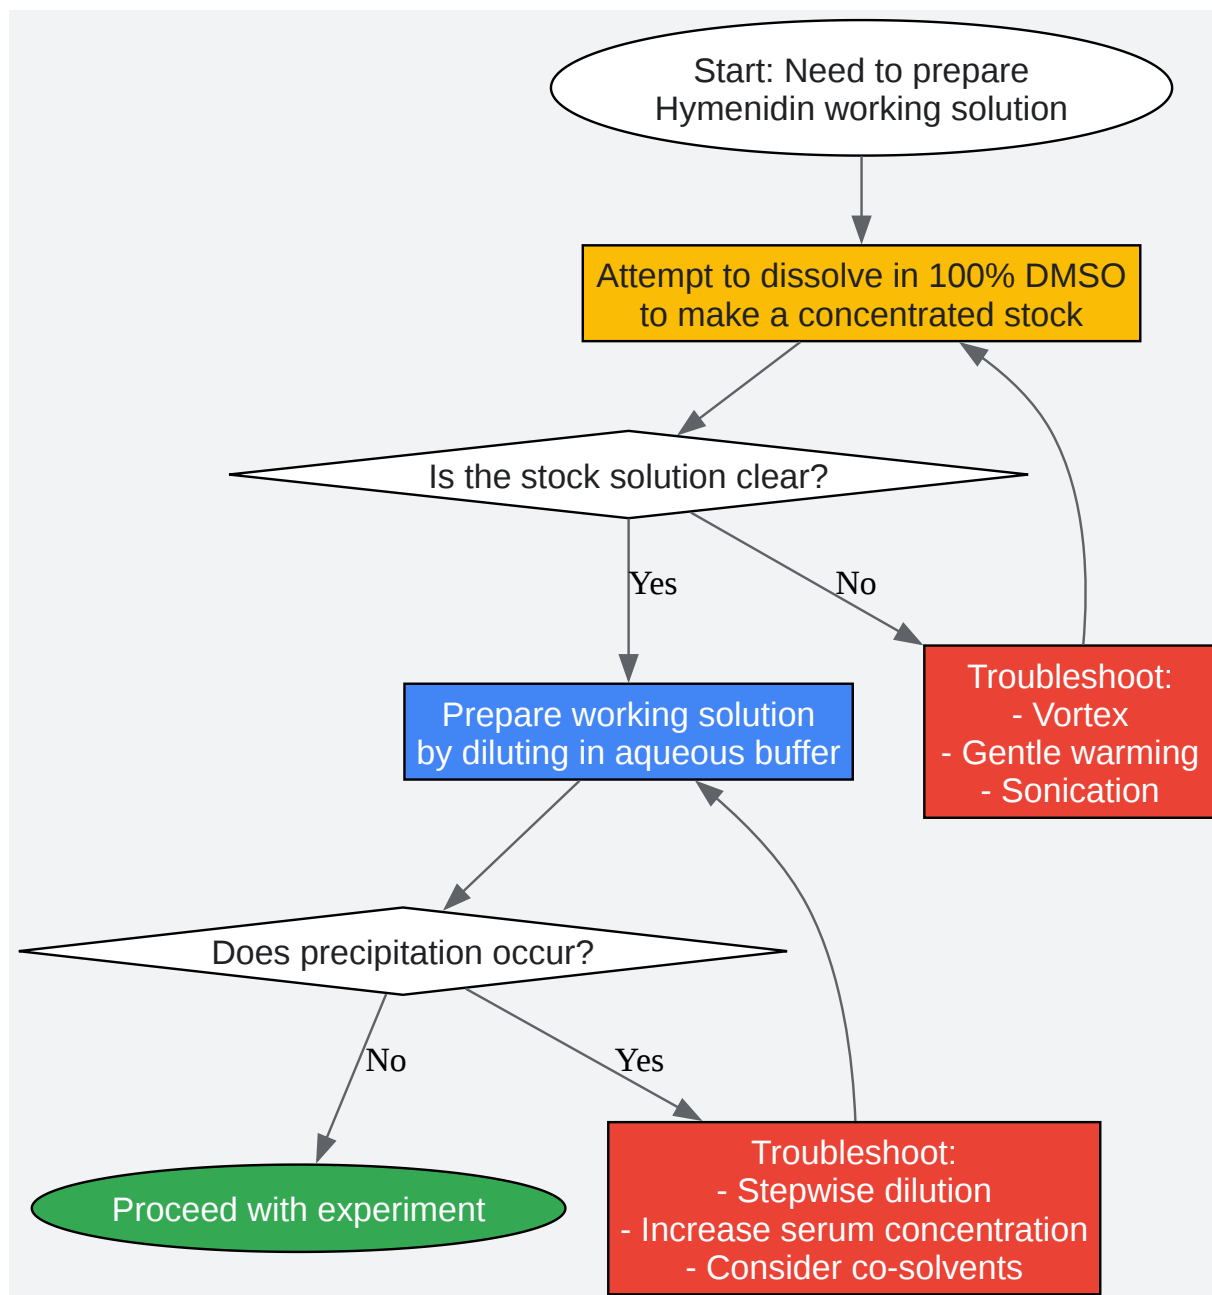 Start: Need to prepare
Hymenidin working solution
Attempt to dissolve in 100% DMSO
to make a concentrated stock
Is the stock solution clear?
Yes
No
Troubleshoot:
- Vortex
- Gentle warming
- Sonication
Prepare working solution
by diluting in aqueous buffer
Does precipitation occur?
No
Yes
Troubleshoot:
- Stepwise dilution
- Increase serum concentration
- Consider co-solvents
Proceed with experiment